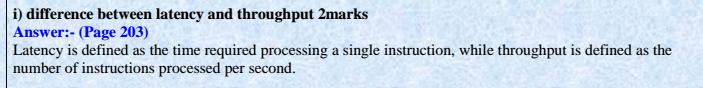 i) difference between latency and throughput 2marks
Answer:- (Page 203)
Latency is defined as the time required processing a single instruction, while throughput is defined as the
number of instructions processed per second.